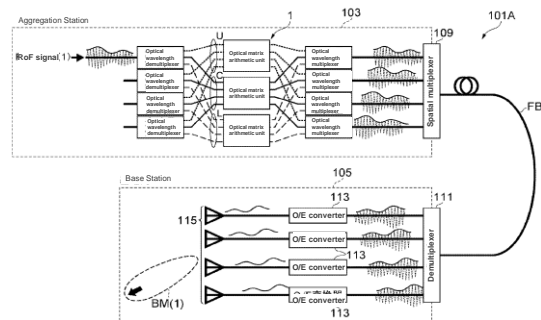 Aggregation Station
U
1
103
109
101A
RoF signal(1)
Optical
wavelength
demultiplexer
Optical
wavelength
demultiplexer
Optical
wavelength
demultiplexer
Optical
wavelength
demultiplexer
Optical matrix
arithmetic unit
C
Optical matrix
arithmetic unit
L
Optical matrix
arithmetic unit
Optical
wavelength
multiplexer
Optical
wavelength
multiplexer
Optical
wavelength
multiplexer
Optical
wavelength
multiplexer
Spatial multiplexer
FB
Base Station
105
111
113
115
O/E converter
O/E converter
113
O/E converter
O/E converter
113
Demultiplexer
BM(1)